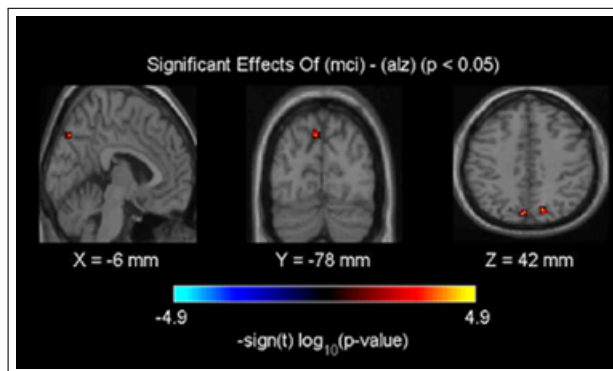 Significant Effects Of (mci) - (alz) (p < 0.05)
X = -6 mm Y = -78 mm Z = 42 mm
-4.9 4.9
-sign(t) log10(p-value)